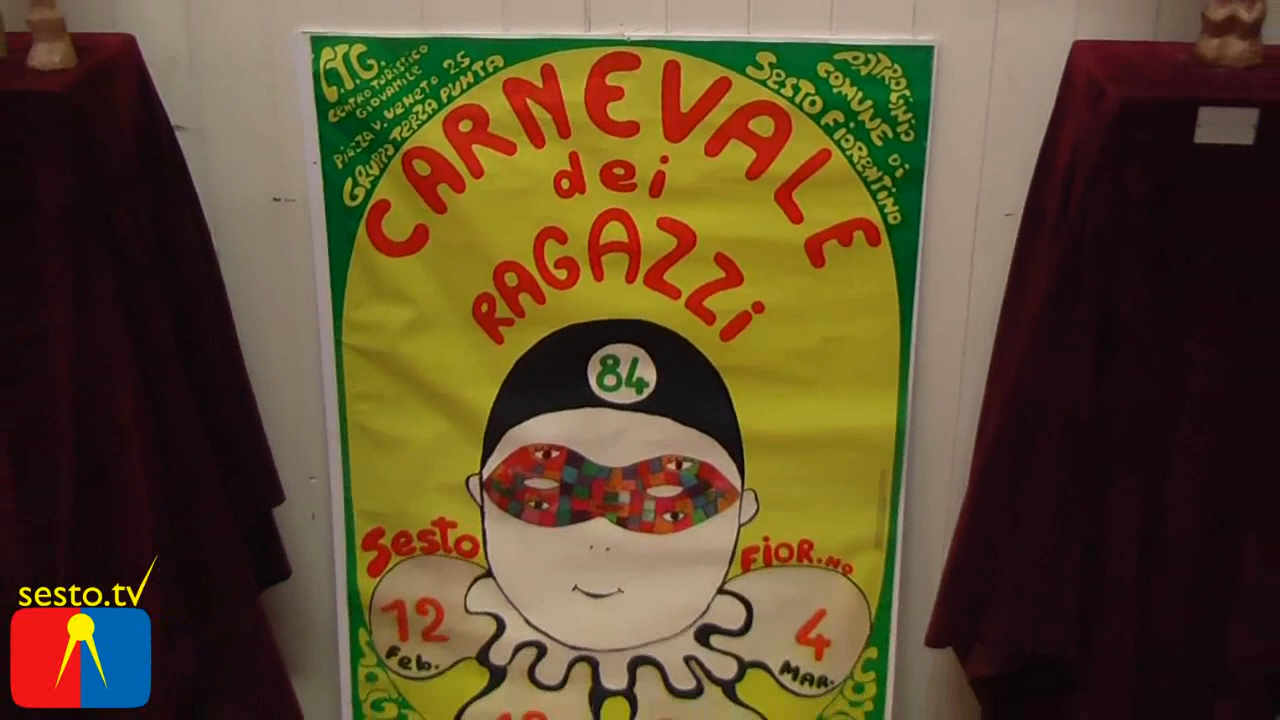 C.T.G.
CENTRO TURISTICO
GIOVANILE
PIAZZA V. VENETO 25
GRUPPO TERZA PUNTA
PATROCINIO
COMUNE DI
SESTO FIORENTINO
CARNEVALE
dei
RAGAZZI
84
Sesto
FIOR.NO
12
Feb.
4
MAR.
sesto.tv